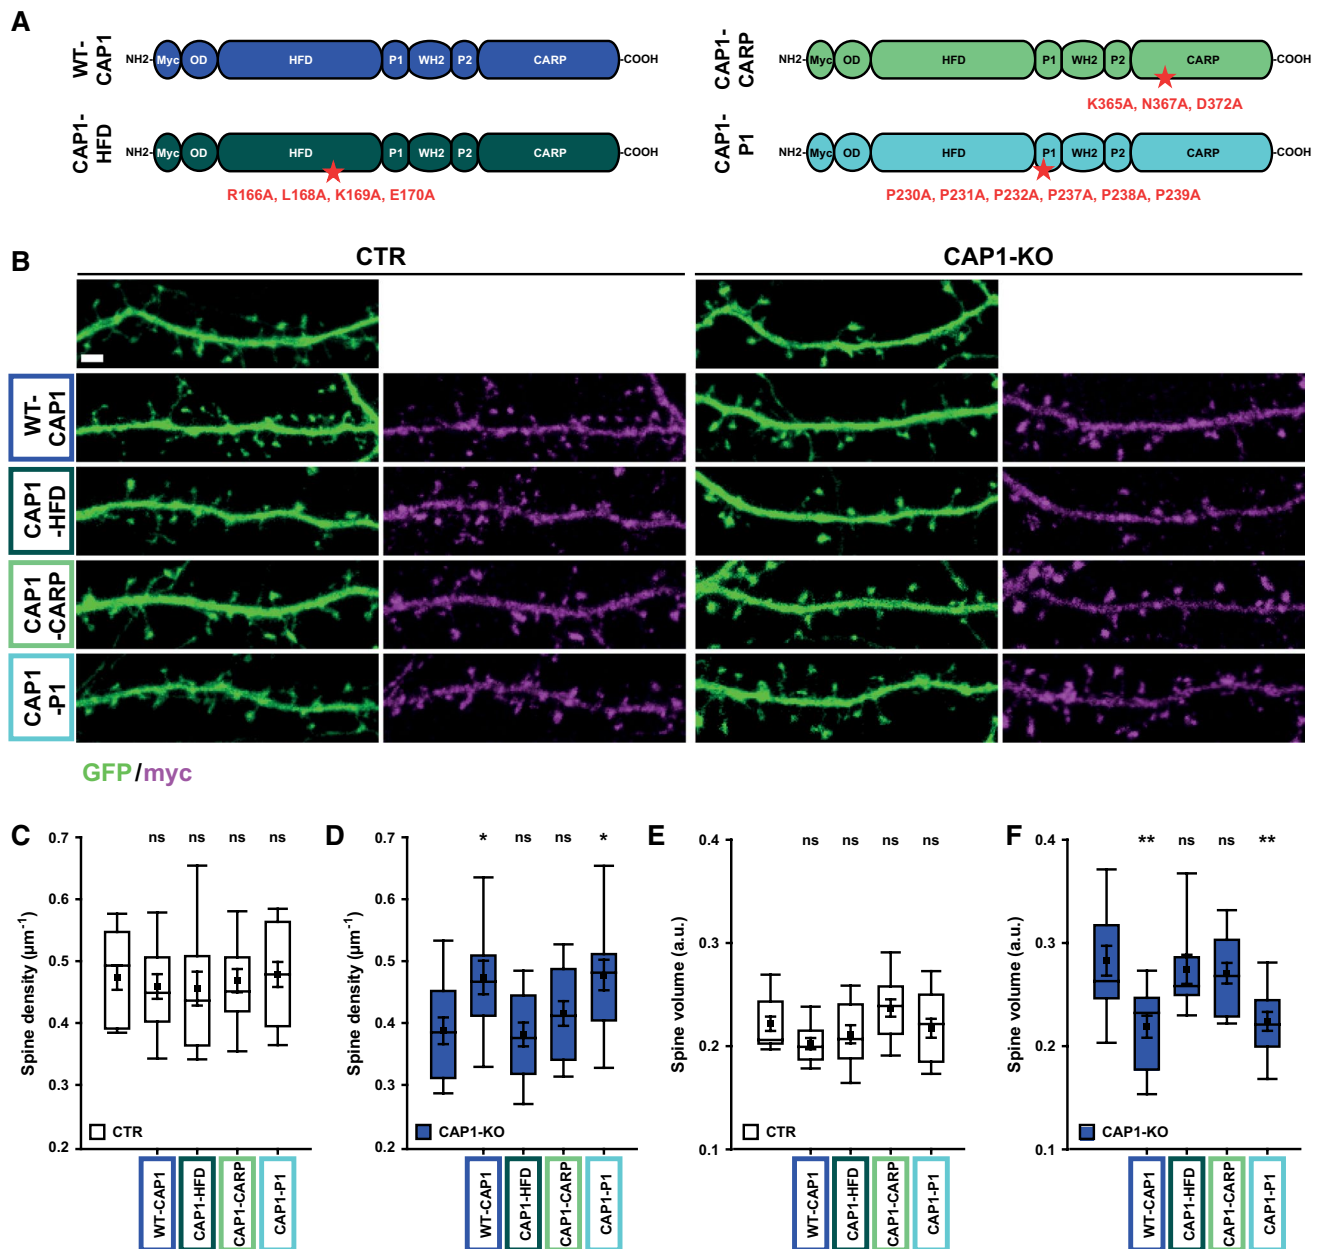 A
WT-
CAP1
NH2- Myc OD HFD P1 WH2 P2 CARP -COOH
CAP1-
CARP
NH2- Myc OD HFD P1 WH2 P2 CARP -COOH
K365A, N367A, D372A
CAP1-
HFD
NH2- Myc OD HFD P1 WH2 P2 CARP -COOH
R166A, L168A, K169A, E170A
CAP1-
P1
NH2- Myc OD HFD P1 WH2 P2 CARP -COOH
P230A, P231A, P232A, P237A, P238A, P239A
B
CTR
CAP1-KO
WT-
CAP1
CAP1
-HFD
CAP1
-CARP
CAP1
-P1
GFP/myc
C
ns ns ns ns
Spine density (µm⁻¹)
0.7
0.6
0.5
0.4
0.3
0.2
CTR
WT-CAP1
CAP1-HFD
CAP1-CARP
CAP1-P1
D
* ns ns *
Spine density (µm⁻¹)
0.7
0.6
0.5
0.4
0.3
0.2
CAP1-KO
WT-CAP1
CAP1-HFD
CAP1-CARP
CAP1-P1
E
ns ns ns ns
Spine volume (a.u.)
0.4
0.3
0.2
0.1
CTR
WT-CAP1
CAP1-HFD
CAP1-CARP
CAP1-P1
F
** ns ns **
Spine volume (a.u.)
0.4
0.3
0.2
0.1
CAP1-KO
WT-CAP1
CAP1-HFD
CAP1-CARP
CAP1-P1